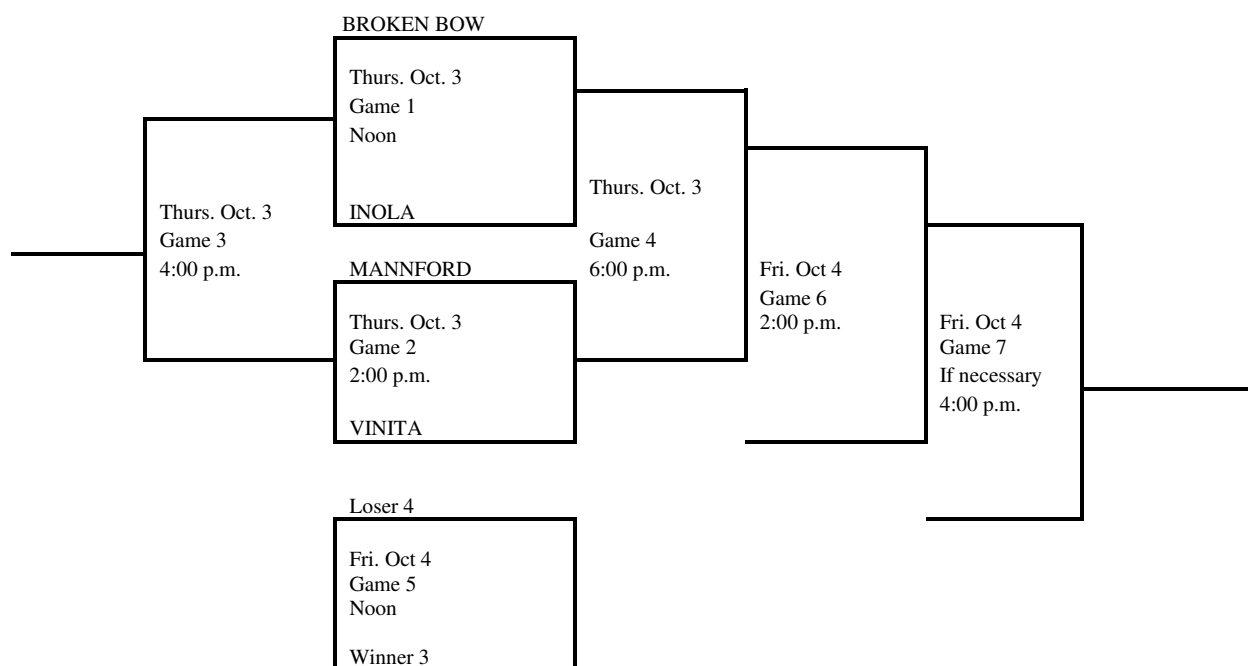 BROKEN BOW
Thurs. Oct. 3
Game 1
Noon
INOLA
Thurs. Oct. 3
Game 3
4:00 p.m.
MANNFORD
Thurs. Oct. 3
Game 2
2:00 p.m.
VINITA
Thurs. Oct. 3
Game 4
6:00 p.m.
Fri. Oct 4
Game 6
2:00 p.m.
Fri. Oct 4
Game 7
If necessary
4:00 p.m.
Loser 4
Fri. Oct 4
Game 5
Noon
Winner 3